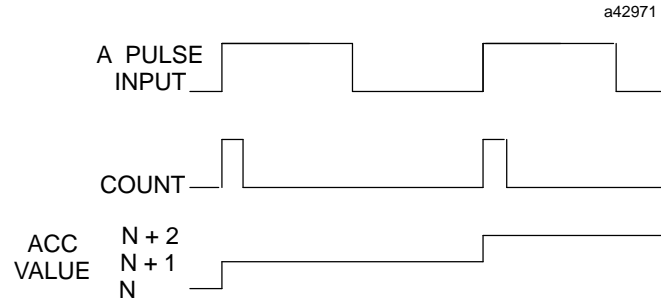 a42971
A PULSE
INPUT
COUNT
ACC
VALUE
N + 2
N + 1
N